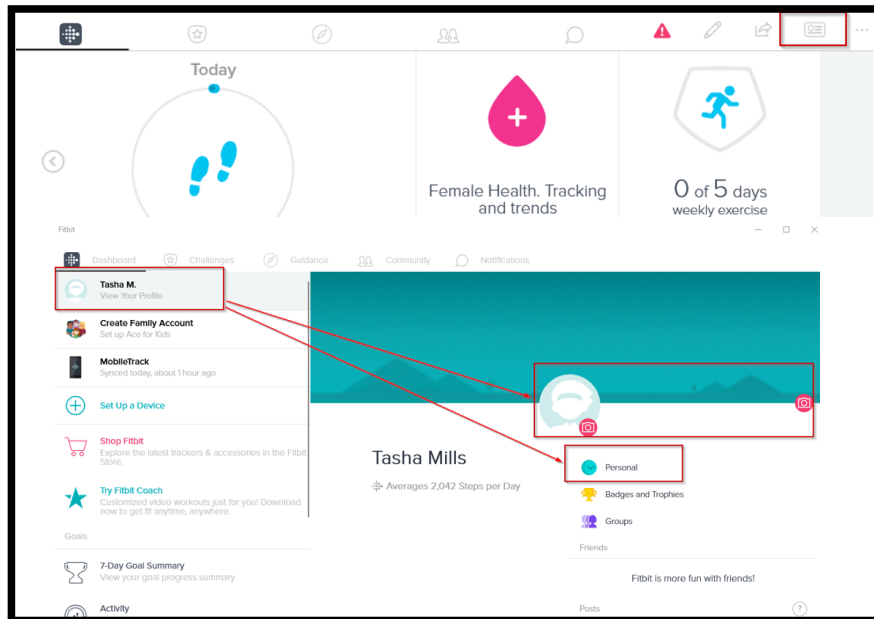 Today
Female Health. Tracking
and trends
0 of 5 days
weekly exercise
Fitbit
Dashboard
Challenges
Guidance
Community
Notifications
Tasha M.
View Your Profile
Create Family Account
Set up Ace for Kids
MobileTrack
Synced today, about 1 hour ago
Set Up a Device
Shop Fitbit
Explore the latest trackers & accessories in the Fitbit
Store.
Try Fitbit Coach
Customized video workouts just for you! Download
now to get fit anytime, anywhere.
Goals
7-Day Goal Summary
View your goal progress summary
Activity
Tasha Mills
Averages 2,042 Steps per Day
Personal
Badges and Trophies
Groups
Friends
Fitbit is more fun with friends!
Posts
?